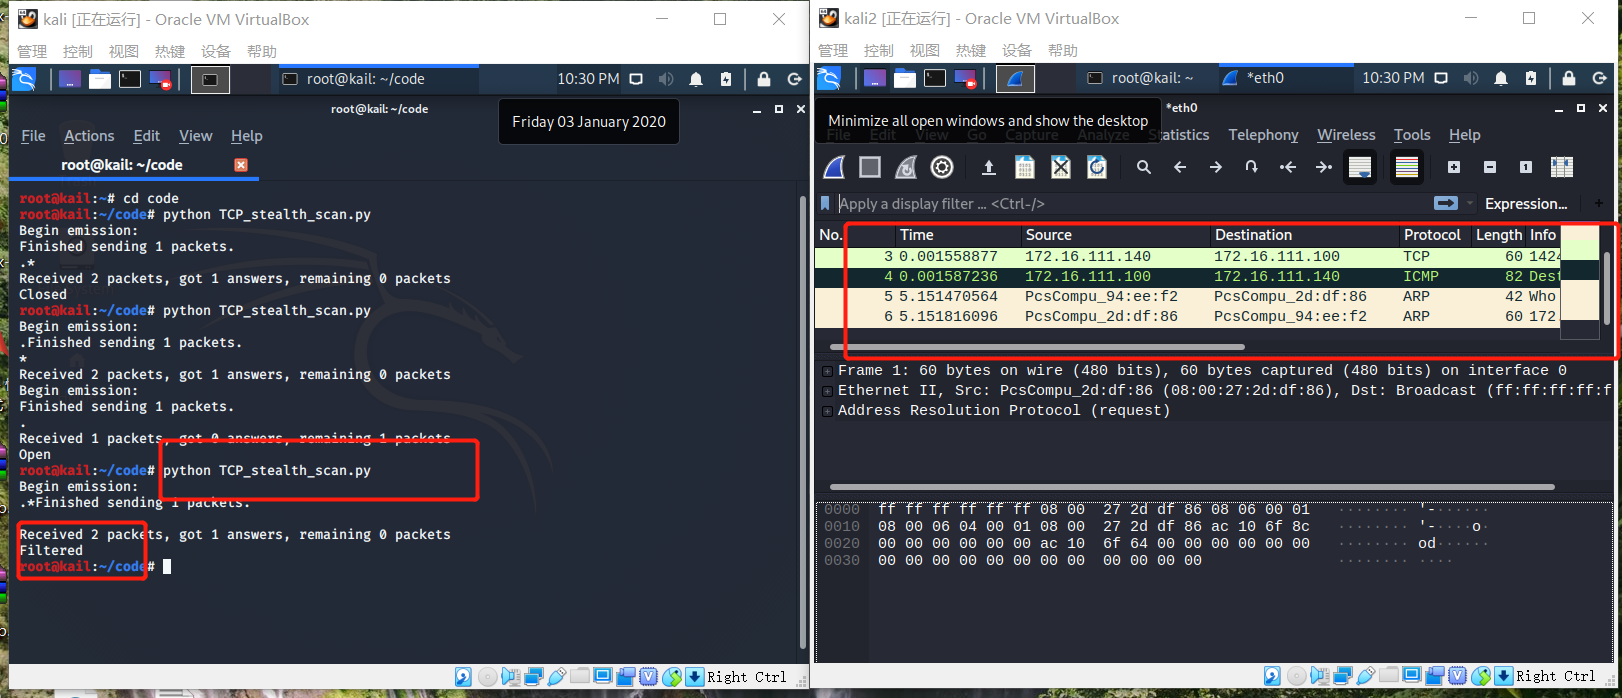 kali [正在运行] - Oracle VM VirtualBox
管理 控制 视图 热键 设备 帮助
root@kail: ~/code
10:30 PM
root@kail: ~/code
Friday 03 January 2020
File Actions Edit View Help
root@kail: ~/code
root@kail:~# cd code
root@kail:~/code# python TCP_stealth_scan.py
Begin emission:
Finished sending 1 packets.
.*
Received 2 packets, got 1 answers, remaining 0 packets
Closed
root@kail:~/code# python TCP_stealth_scan.py
Begin emission:
.Finished sending 1 packets.
*
Received 2 packets, got 1 answers, remaining 0 packets
Begin emission:
Finished sending 1 packets.
.
Received 1 packets, got 0 answers, remaining 1 packets
Open
root@kail:~/code# python TCP_stealth_scan.py
Begin emission:
.*Finished sending 1 packets.
Received 2 packets, got 1 answers, remaining 0 packets
Filtered
root@kail:~/code#
Right Ctrl
kali2 [正在运行] - Oracle VM VirtualBox
管理 控制 视图 热键 设备 帮助
root@kail: ~
*eth0
10:30 PM
*eth0
Minimize all open windows and show the desktop
File Edit View Go Capture Analyze Statistics Telephony Wireless Tools Help
Apply a display filter ... <Ctrl-/>
Expression...
+
No. Time Source Destination Protocol Length Info
3 0.001558877 172.16.111.140 172.16.111.100 TCP 60 1424
4 0.001587236 172.16.111.100 172.16.111.140 ICMP 82 Dest
5 5.151470564 PcsCompu_94:ee:f2 PcsCompu_2d:df:86 ARP 42 Who
6 5.151816096 PcsCompu_2d:df:86 PcsCompu_94:ee:f2 ARP 60 172.
Frame 1: 60 bytes on wire (480 bits), 60 bytes captured (480 bits) on interface 0
Ethernet II, Src: PcsCompu_2d:df:86 (08:00:27:2d:df:86), Dst: Broadcast (ff:ff:ff:ff:f
Address Resolution Protocol (request)
0000 ff ff ff ff ff ff 08 00 27 2d df 86 08 06 00 01 ········ '-······
0010 08 00 06 04 00 01 08 00 27 2d df 86 ac 10 6f 8c ········ '-····o·
0020 00 00 00 00 00 00 ac 10 6f 64 00 00 00 00 00 00 ········ od······
0030 00 00 00 00 00 00 00 00 00 00 00 00 ········ ····
Right Ctrl